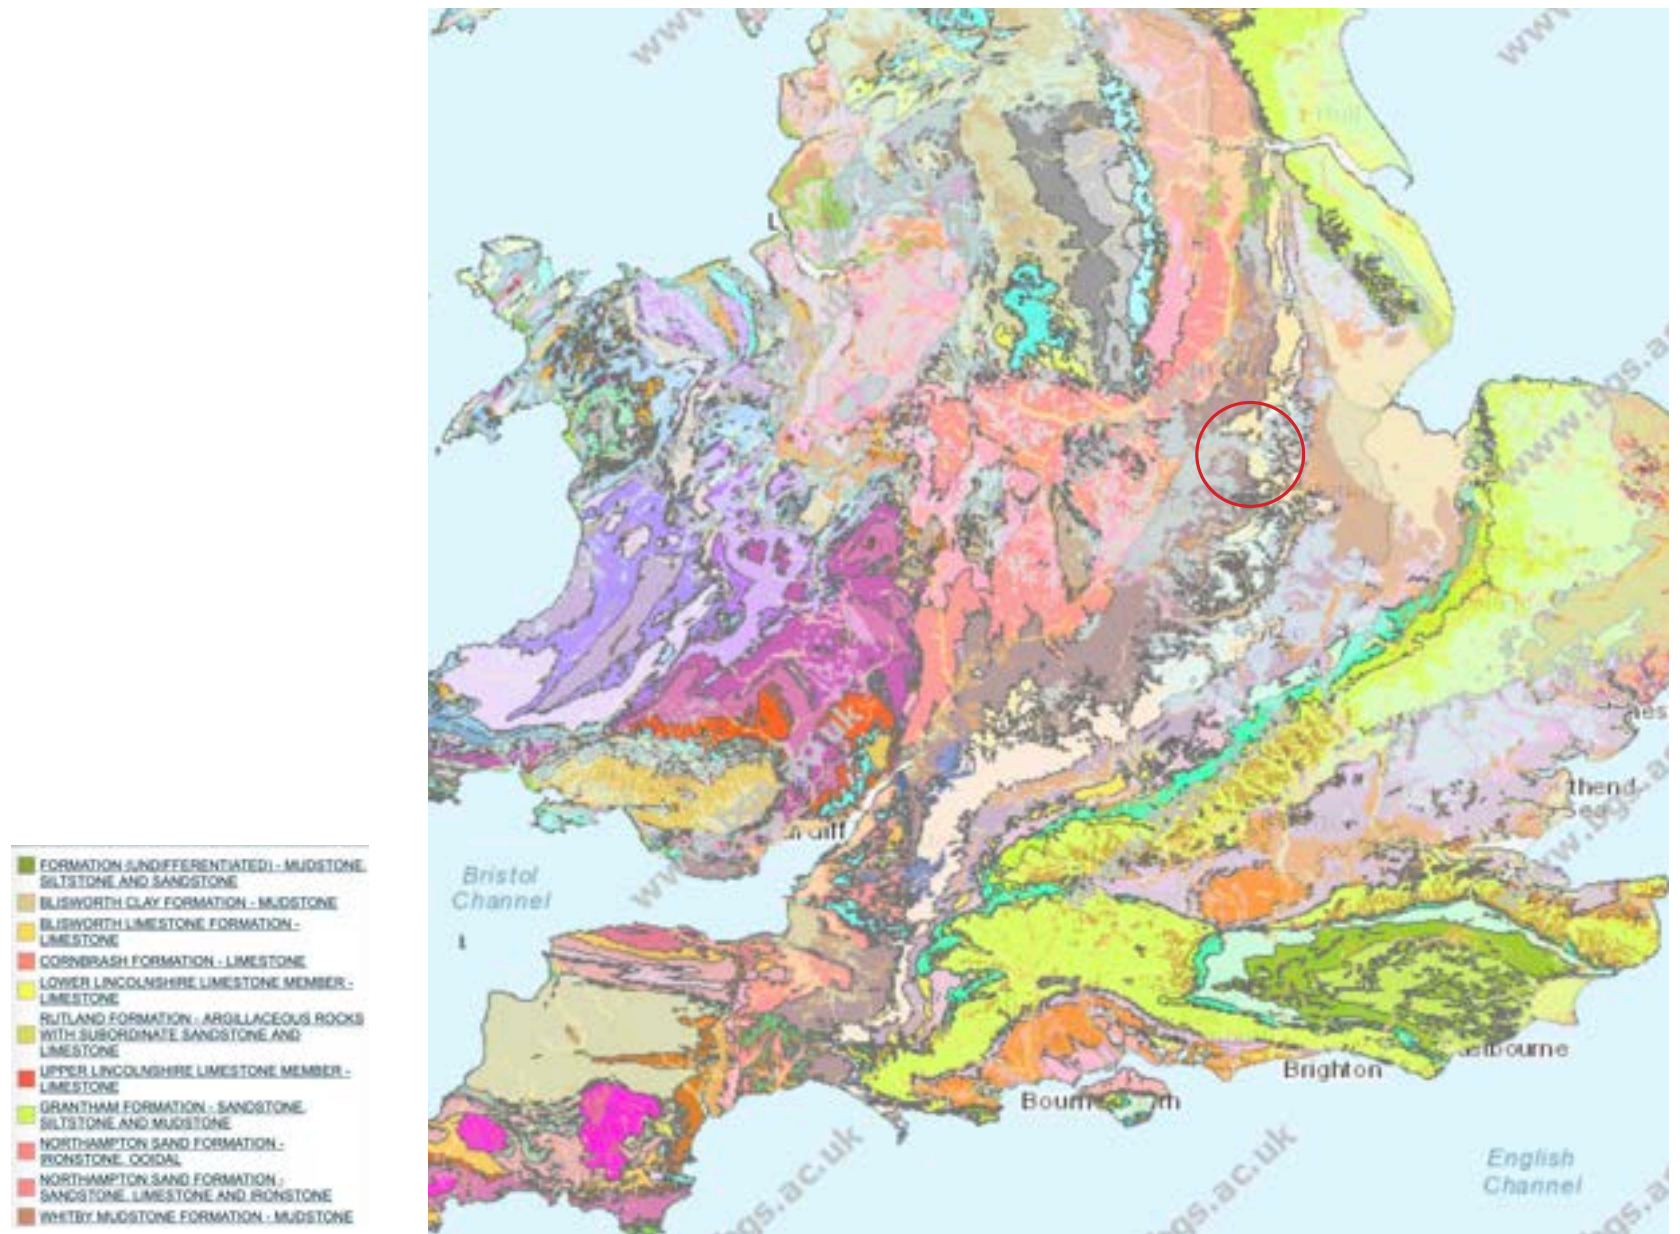 FORMATION (UNDIFFERENTIATED) - MUDSTONE,
SILTSTONE AND SANDSTONE
BLISWORTH CLAY FORMATION - MUDSTONE
BLISWORTH LIMESTONE FORMATION -
LIMESTONE
CORNBRASH FORMATION - LIMESTONE
LOWER LINCOLNSHIRE LIMESTONE MEMBER -
LIMESTONE
RUTLAND FORMATION - ARGILLACEOUS ROCKS
WITH SUBORDINATE SANDSTONE AND
LIMESTONE
UPPER LINCOLNSHIRE LIMESTONE MEMBER -
LIMESTONE
GRANTHAM FORMATION - SANDSTONE,
SILTSTONE AND MUDSTONE
NORTHAMPTON SAND FORMATION -
IRONSTONE, OOIDAL
NORTHAMPTON SAND FORMATION -
SANDSTONE, LIMESTONE AND IRONSTONE
WHITBY MUDSTONE FORMATION - MUDSTONE
Hull
Bristol
Channel
thend
Brighton
English
Channel